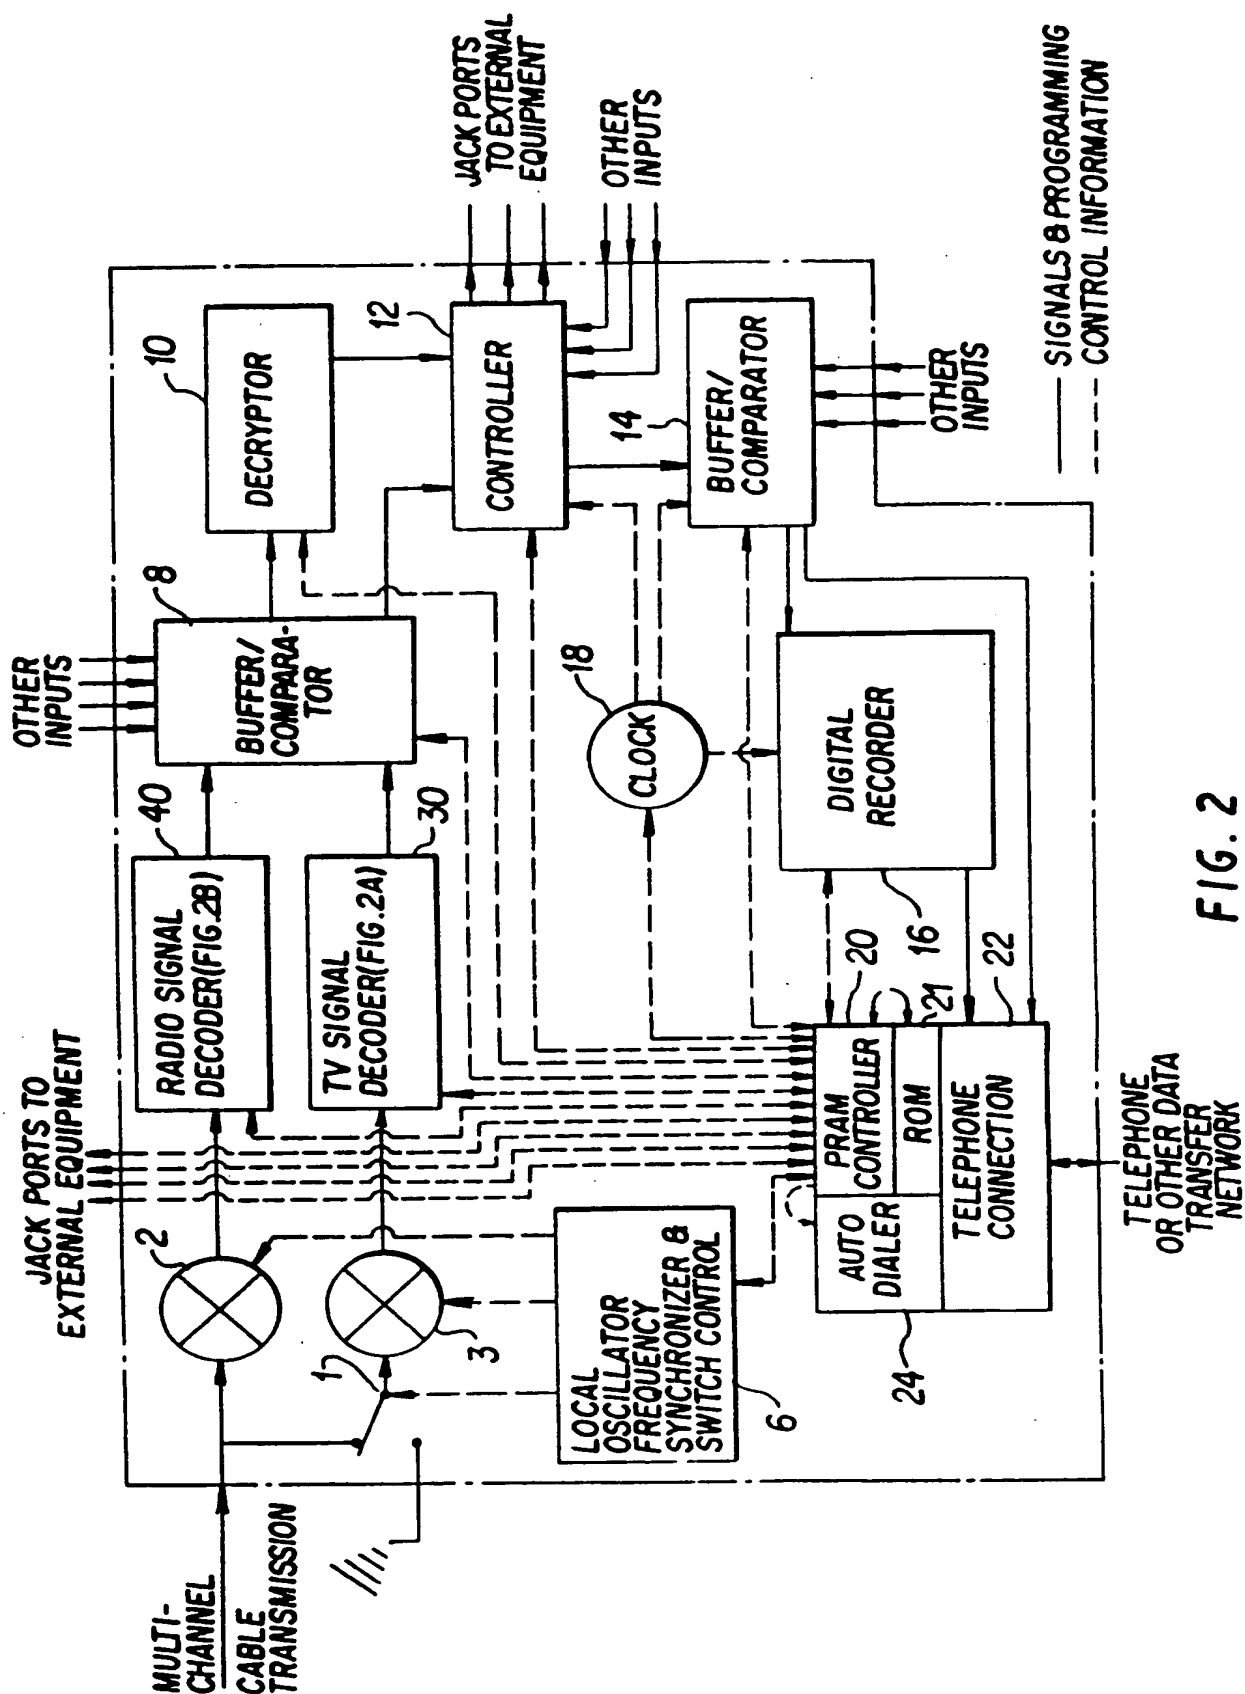 MULTI-
CHANNEL
CABLE
TRANSMISSION
JACK PORTS TO
EXTERNAL EQUIPMENT
OTHER
INPUTS
2
40
RADIO SIGNAL
DECODER(FIG.2B)
8
BUFFER/
COMPARA-
TOR
10
DECRYPTOR
1
3
TV SIGNAL
DECODER(FIG.2A)
30
12
CONTROLLER
JACK PORTS
TO EXTERNAL
EQUIPMENT
OTHER
INPUTS
LOCAL
OSCILLATOR
FREQUENCY
SYNCHRONIZER &
SWITCH CONTROL
6
18
CLOCK
14
BUFFER/
COMPARATOR
OTHER
INPUTS
AUTO
DIALER
24
PRAM
CONTROLLER
20
ROM
21
TELEPHONE
CONNECTION
22
DIGITAL
RECORDER
16
TELEPHONE
OR OTHER DATA
TRANSFER
NETWORK
SIGNALS & PROGRAMMING
CONTROL INFORMATION
FIG. 2